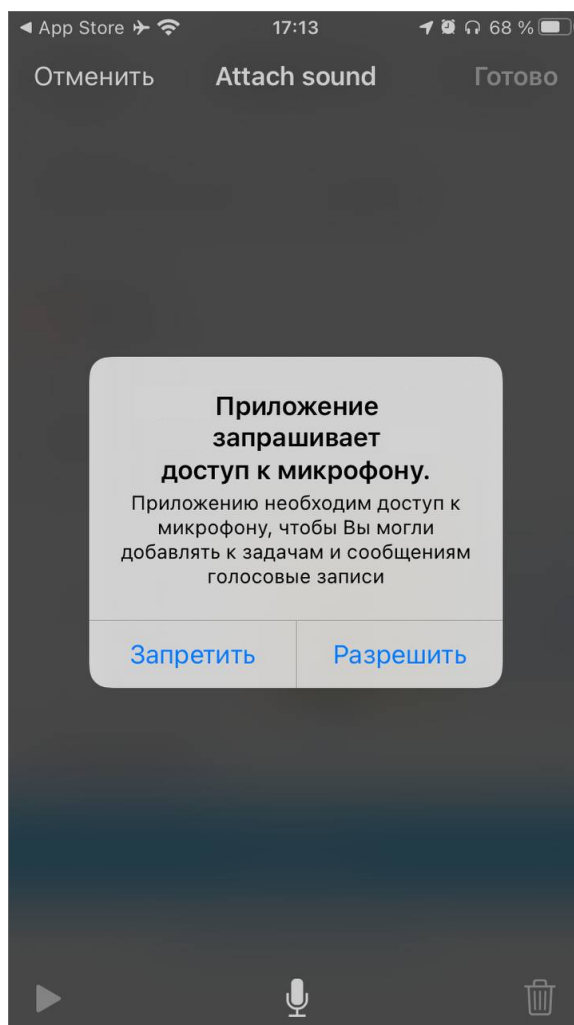 App Store 17:13 68 %
Отменить Attach sound Готово
Приложение
запрашивает
доступ к микрофону.
Приложению необходим доступ к
микрофону, чтобы Вы могли
добавлять к задачам и сообщениям
голосовые записи
Запретить Разрешить